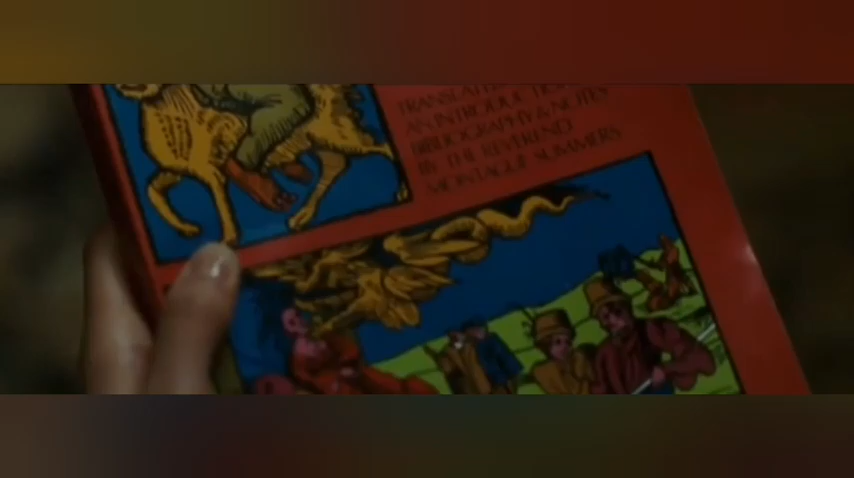 TRANSLATED
AN INTRODUCTION
BIBLIOGRAPHY & NOTES
BY THE REVEREND
MONTAGUE SUMMERS